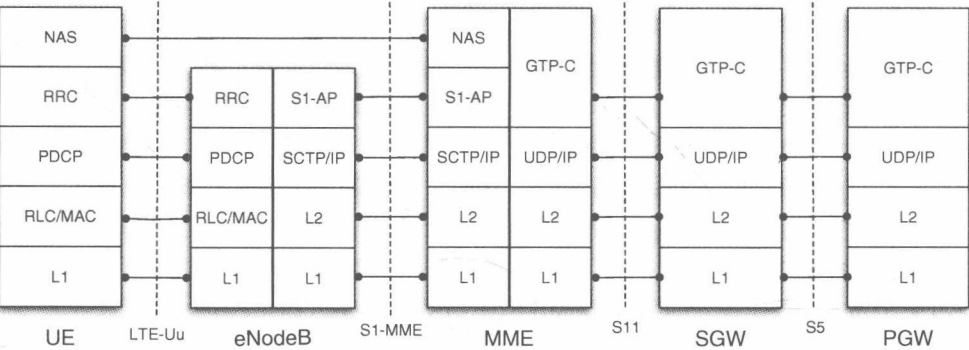 NAS NAS
GTP-C GTP-C GTP-C
RRC RRC S1-AP S1-AP
PDCP PDCP SCTP/IP SCTP/IP UDP/IP UDP/IP UDP/IP
RLC/MAC RLC/MAC L2 L2 L2 L2 L2
L1 L1 L1 L1 L1 L1 L1
UE LTE-Uu eNodeB S1-MME MME S11 SGW S5 PGW